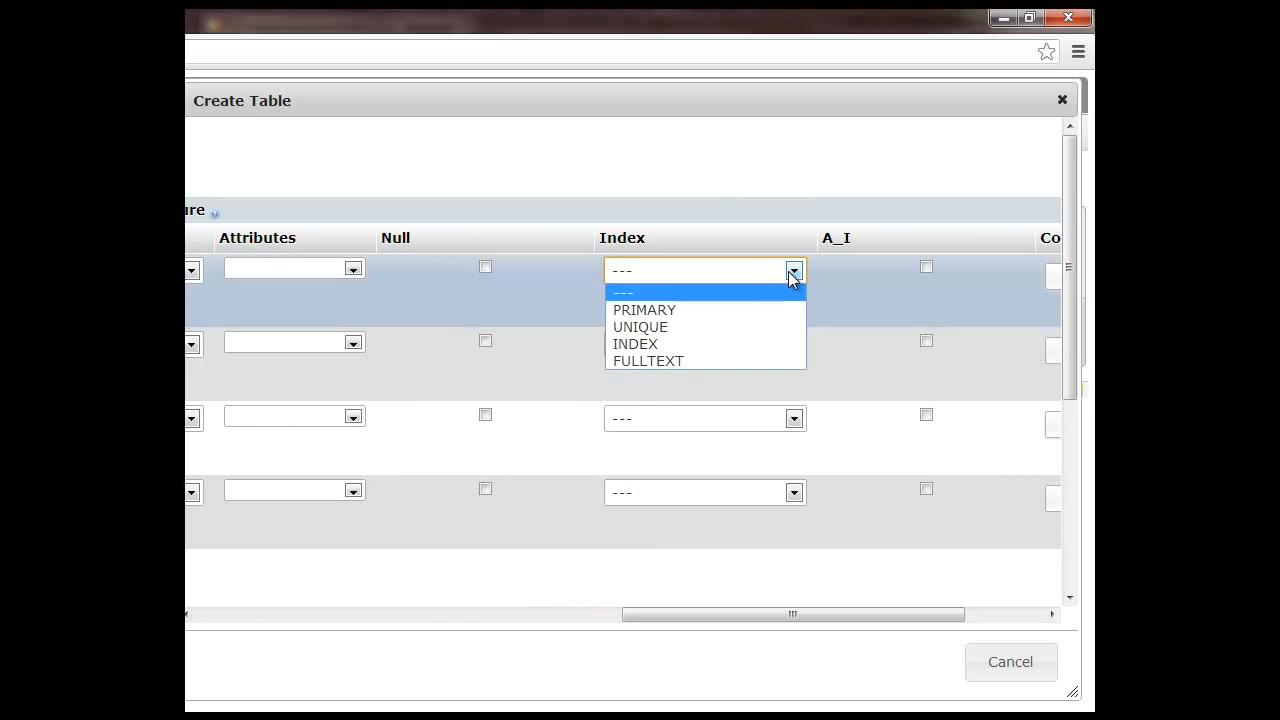 Create Table
ure
Attributes Null Index A_I Co
---
---
PRIMARY
UNIQUE
INDEX
FULLTEXT
---
---
Cancel